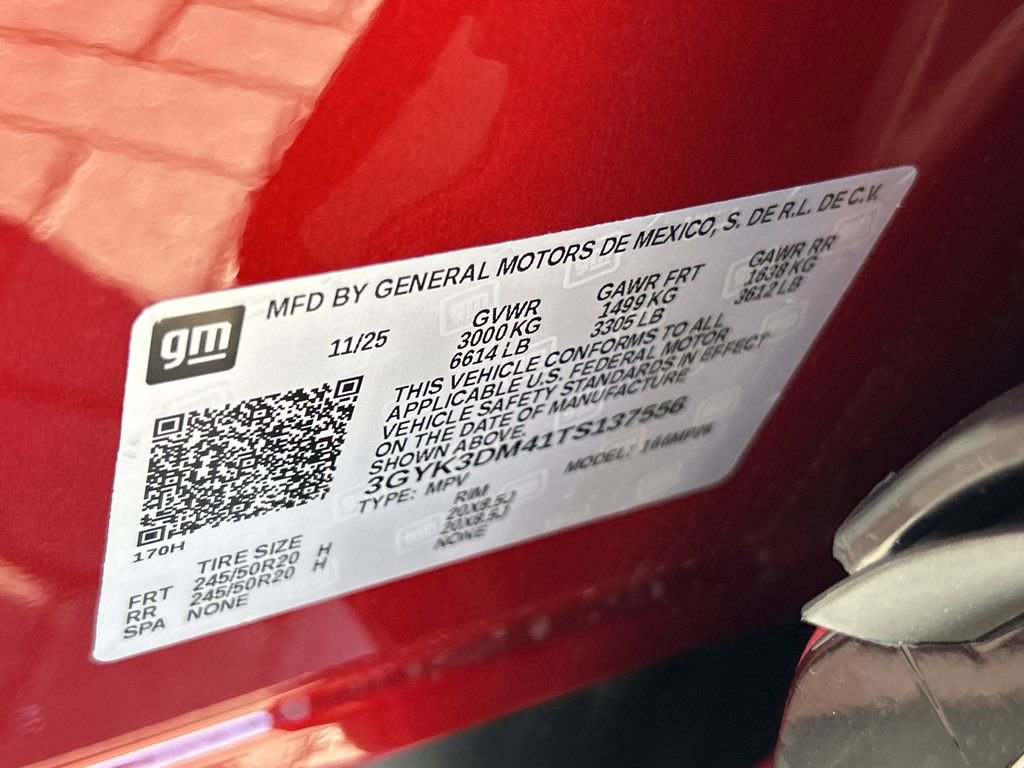 gm
MFD BY GENERAL MOTORS DE MEXICO, S. DE R.L. DE C.V.
11/25
GVWR
3000 KG
6614 LB
GAWR FRT
1499 KG
3305 LB
GAWR RR
1638 KG
3612 LB
THIS VEHICLE CONFORMS TO ALL
APPLICABLE U.S. FEDERAL MOTOR
VEHICLE SAFETY STANDARDS IN EFFECT
ON THE DATE OF MANUFACTURE
SHOWN ABOVE.
3GYK3DM41TS137556
TYPE: MPV
MODEL:
170H
TIRE SIZE RIM
FRT 245/50R20 H 20X8.5J
RR 245/50R20 H 20X8.5J
SPA NONE NONE